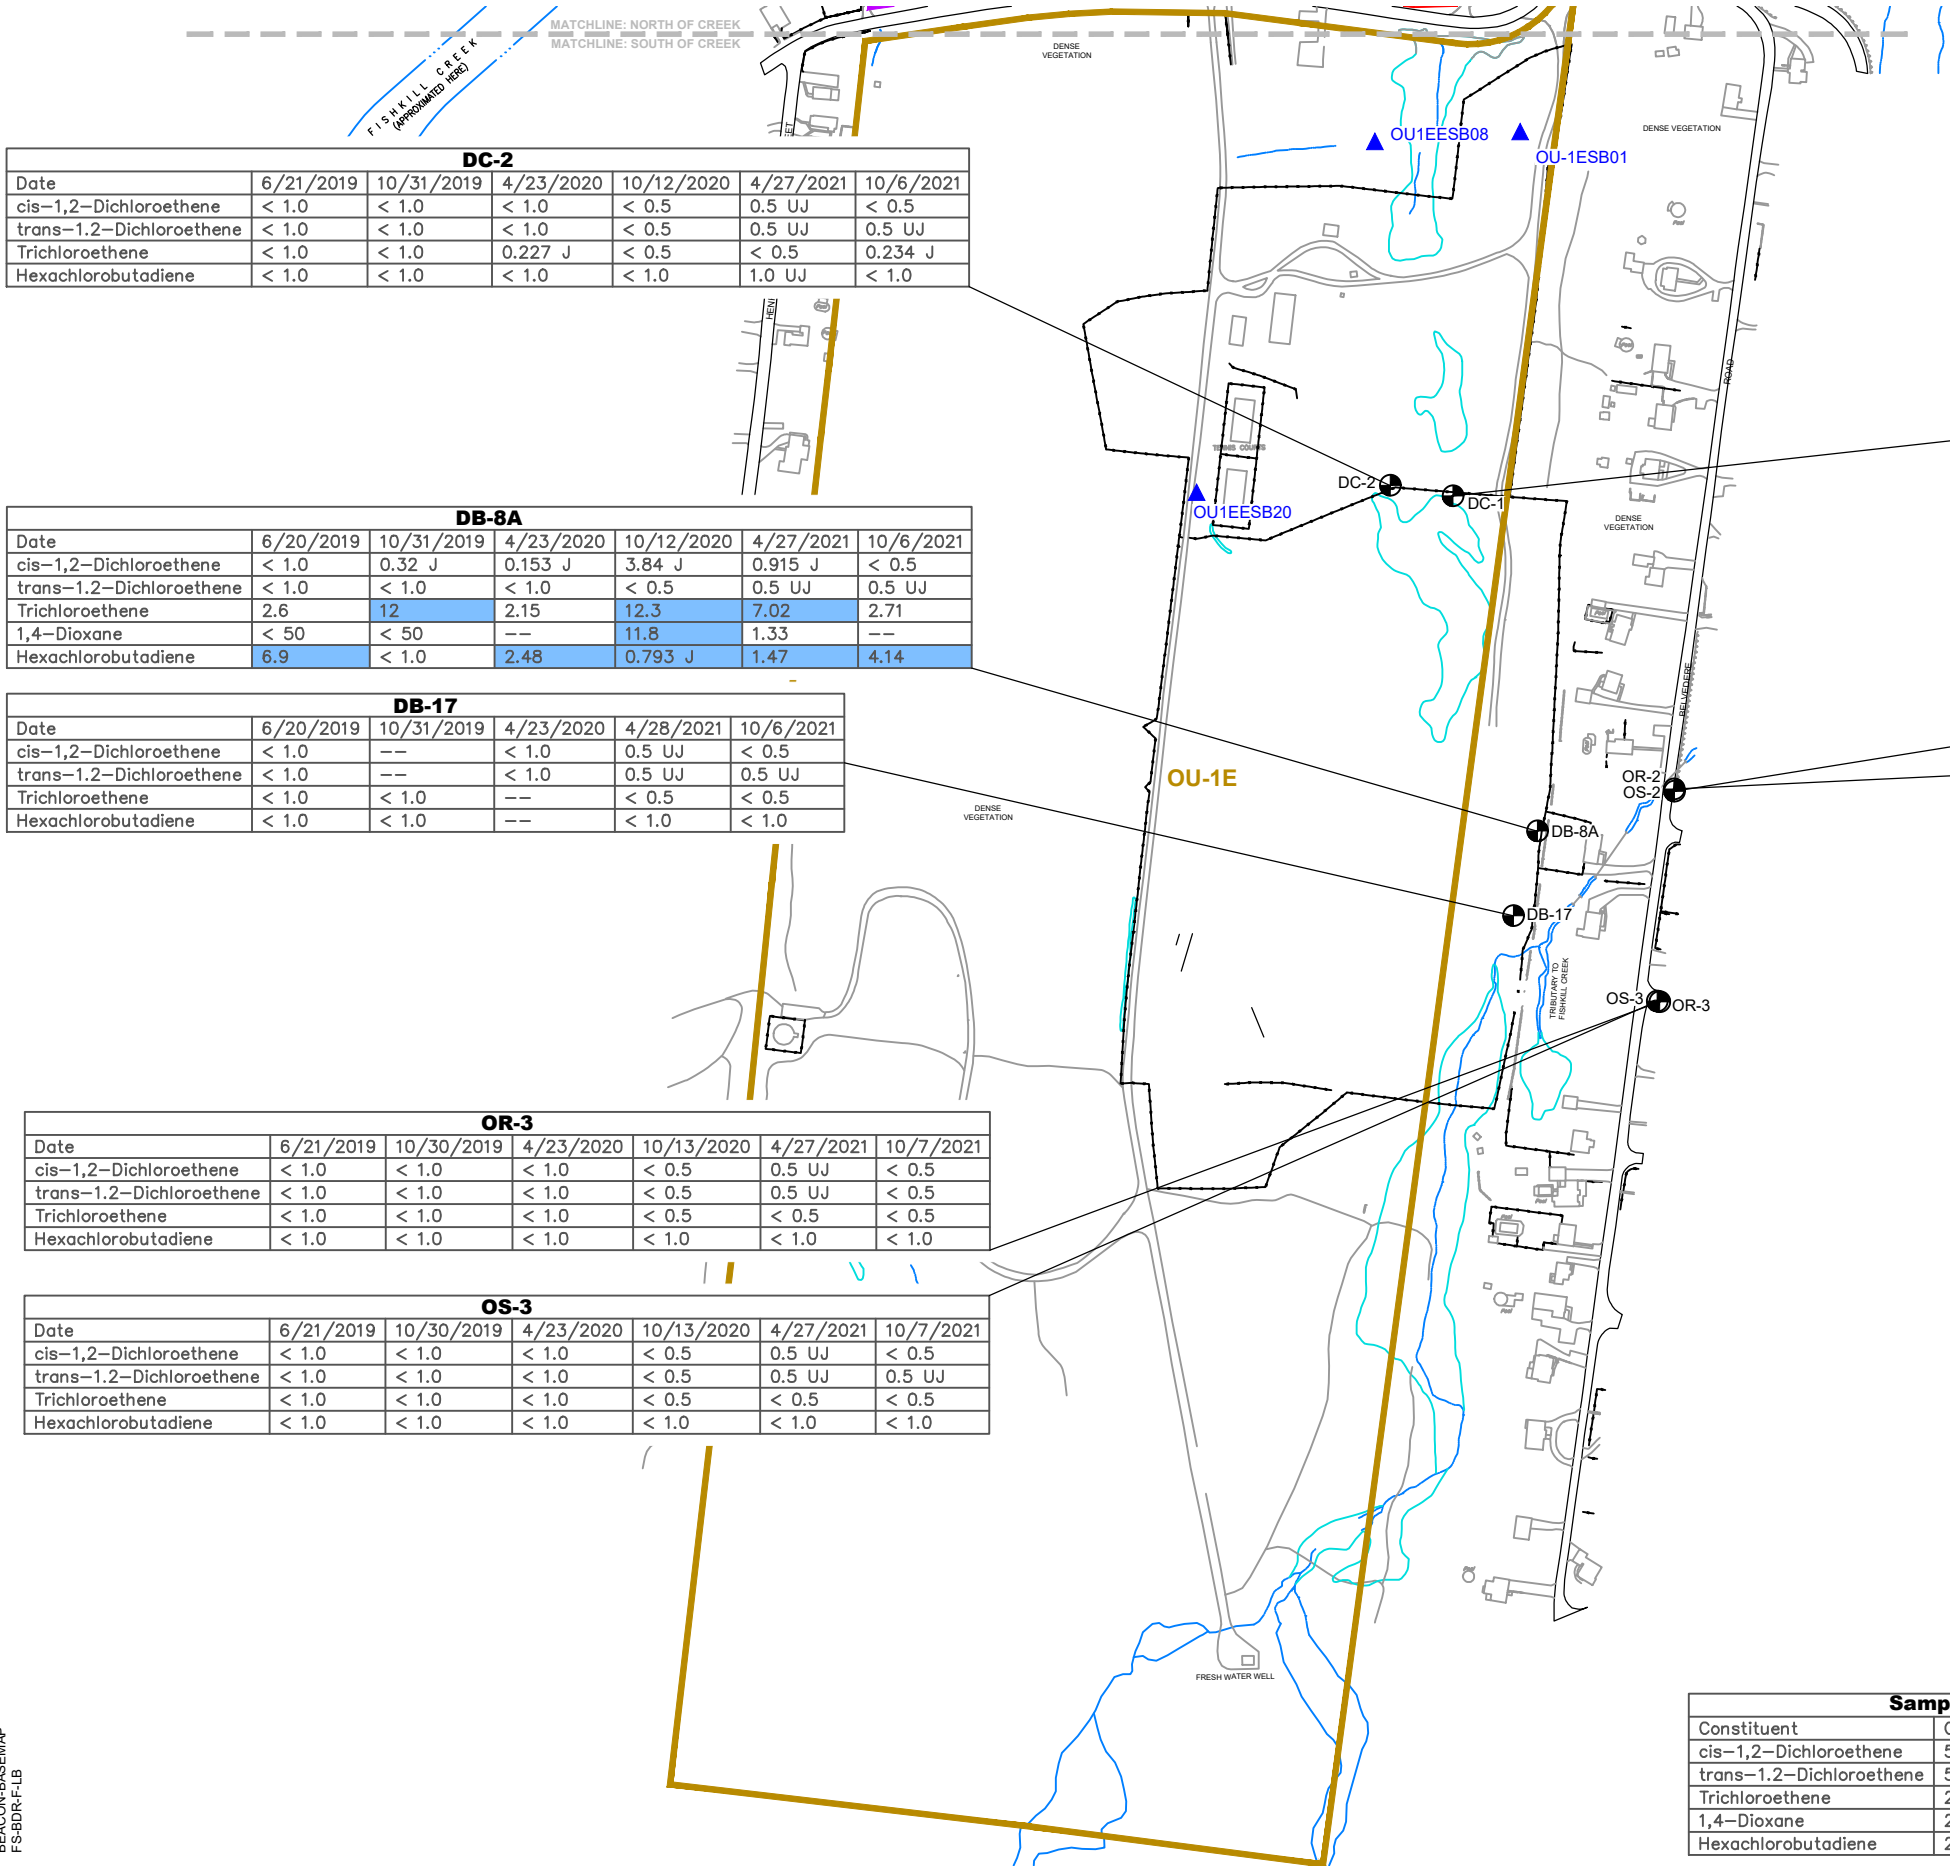 MATCHLINE: NORTH OF CREEK
MATCHLINE: SOUTH OF CREEK
FISHKILL CREEK
(APPROXIMATED HERE)
DENSE
VEGETATION
DENSE VEGETATION
OU1EESB08
OU-1ESB01
DC-2
Date 6/21/2019 10/31/2019 4/23/2020 10/12/2020 4/27/2021 10/6/2021
cis-1,2-Dichloroethene < 1.0 < 1.0 < 1.0 < 0.5 0.5 UJ < 0.5
trans-1.2-Dichloroethene < 1.0 < 1.0 < 1.0 < 0.5 0.5 UJ 0.5 UJ
Trichloroethene < 1.0 < 1.0 0.227 J < 0.5 < 0.5 0.234 J
Hexachlorobutadiene < 1.0 < 1.0 < 1.0 < 1.0 1.0 UJ < 1.0
ROAD
TENNIS COURTS
DC-2
DC-1
OU1EESB20
DENSE
VEGETATION
DB-8A
Date 6/20/2019 10/31/2019 4/23/2020 10/12/2020 4/27/2021 10/6/2021
cis-1,2-Dichloroethene < 1.0 0.32 J 0.153 J 3.84 J 0.915 J < 0.5
trans-1.2-Dichloroethene < 1.0 < 1.0 < 1.0 < 0.5 0.5 UJ 0.5 UJ
Trichloroethene 2.6 12 2.15 12.3 7.02 2.71
1,4-Dioxane < 50 < 50 -- 11.8 1.33 --
Hexachlorobutadiene 6.9 < 1.0 2.48 0.793 J 1.47 4.14
BELVEDERE
DB-17
Date 6/20/2019 10/31/2019 4/23/2020 4/28/2021 10/6/2021
cis-1,2-Dichloroethene < 1.0 -- < 1.0 0.5 UJ < 0.5
trans-1.2-Dichloroethene < 1.0 -- < 1.0 0.5 UJ 0.5 UJ
Trichloroethene < 1.0 < 1.0 -- < 0.5 < 0.5
Hexachlorobutadiene < 1.0 < 1.0 -- < 1.0 < 1.0
OU-1E
OR-2
OS-2
DENSE
VEGETATION
DB-8A
DB-17
TRIBUTARY TO
FISHKILL CREEK
OS-3
OR-3
OR-3
Date 6/21/2019 10/30/2019 4/23/2020 10/13/2020 4/27/2021 10/7/2021
cis-1,2-Dichloroethene < 1.0 < 1.0 < 1.0 < 0.5 0.5 UJ < 0.5
trans-1.2-Dichloroethene < 1.0 < 1.0 < 1.0 < 0.5 0.5 UJ < 0.5
Trichloroethene < 1.0 < 1.0 < 1.0 < 0.5 < 0.5 < 0.5
Hexachlorobutadiene < 1.0 < 1.0 < 1.0 < 1.0 < 1.0 < 1.0
OS-3
Date 6/21/2019 10/30/2019 4/23/2020 10/13/2020 4/27/2021 10/7/2021
cis-1,2-Dichloroethene < 1.0 < 1.0 < 1.0 < 0.5 0.5 UJ < 0.5
trans-1.2-Dichloroethene < 1.0 < 1.0 < 1.0 < 0.5 0.5 UJ 0.5 UJ
Trichloroethene < 1.0 < 1.0 < 1.0 < 0.5 < 0.5 < 0.5
Hexachlorobutadiene < 1.0 < 1.0 < 1.0 < 1.0 < 1.0 < 1.0
FRESH WATER WELL
Samp
Constituent
cis-1,2-Dichloroethene 5
trans-1.2-Dichloroethene 5
Trichloroethene 2
1,4-Dioxane 2
Hexachlorobutadiene 2
BEACON-BASEMAP
FS-BDR-F-LB